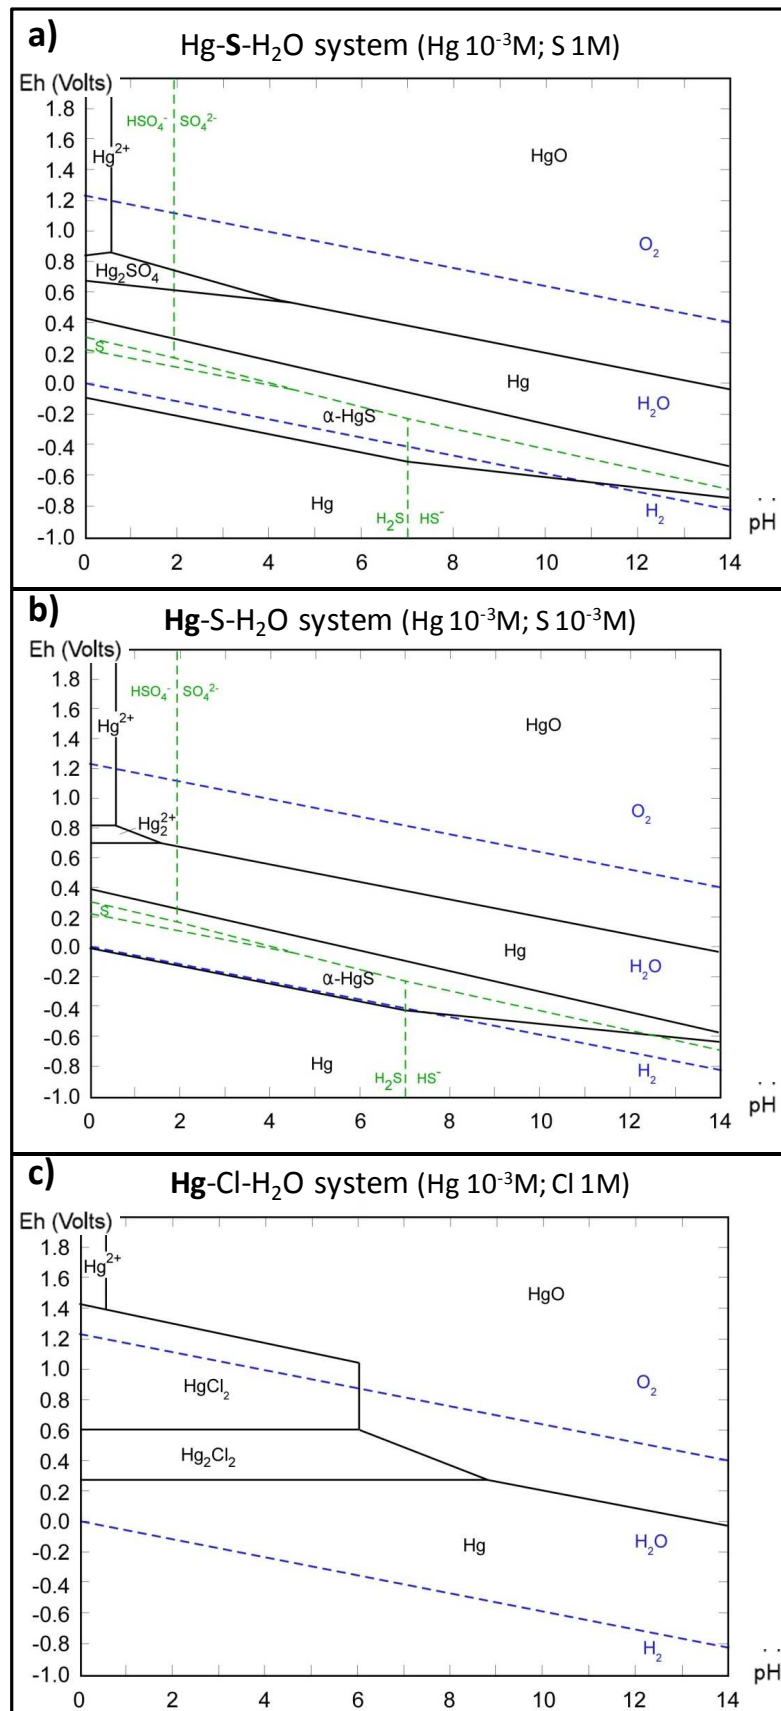 a)
Hg-S-H₂O system (Hg 10⁻³M; S 1M)
Eh (Volts)
1.8
HSO₄⁻ SO₄²⁻
1.6
Hg²⁺
HgO
1.4
1.2
1.0
O₂
0.8
Hg₂SO₄
0.6
0.4
0.2
S
Hg
0.0
H₂O
-0.2
α-HgS
-0.4
-0.6
-0.8
Hg
H₂S HS⁻
H₂
-1.0
pH
0 2 4 6 8 10 12 14
b)
Hg-S-H₂O system (Hg 10⁻³M; S 10⁻³M)
Eh (Volts)
1.8
HSO₄⁻ SO₄²⁻
1.6
Hg²⁺
HgO
1.4
1.2
1.0
O₂
0.8
Hg₂²⁺
0.6
0.4
0.2
S
0.0
Hg
H₂O
-0.2
α-HgS
-0.4
-0.6
-0.8
Hg
H₂S HS⁻
H₂
-1.0
pH
0 2 4 6 8 10 12 14
c)
Hg-Cl-H₂O system (Hg 10⁻³M; Cl 1M)
Eh (Volts)
1.8
Hg²⁺
1.6
HgO
1.4
1.2
1.0
HgCl₂
O₂
0.8
0.6
Hg₂Cl₂
0.4
0.2
0.0
Hg
H₂O
-0.2
-0.4
-0.6
-0.8
H₂
-1.0
pH
0 2 4 6 8 10 12 14